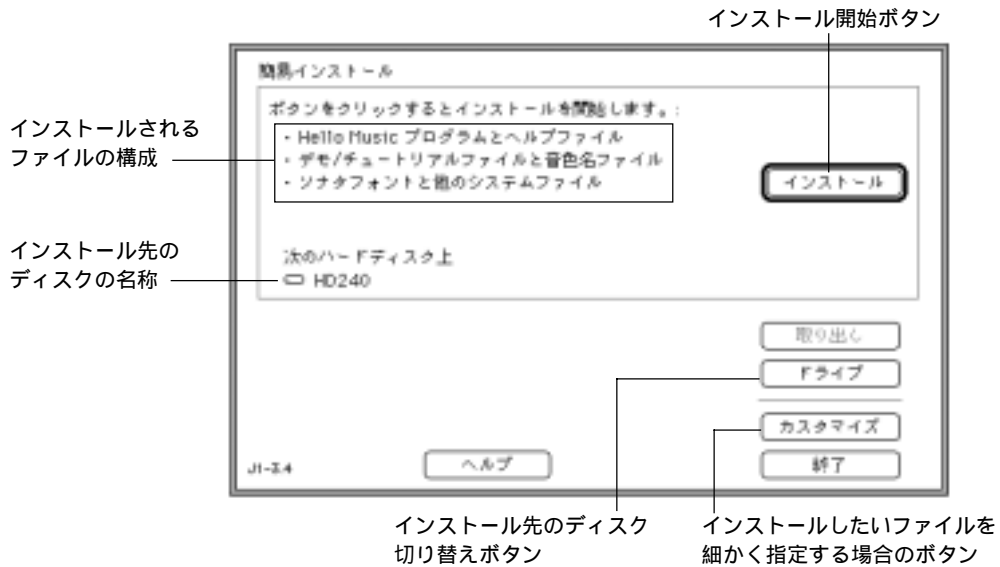 インストール開始ボタン
簡易インストール
ボタンをクリックするとインストールを開始します。:
インストールされる
ファイルの構成
・Hello Music プログラムとヘルプファイル
・デモ/チュートリアルファイルと音色名ファイル
・ソナタフォントと他のシステムファイル
インストール
インストール先の
ディスクの名称
次のハードディスク上
HD240
取り出し
ドライブ
カスタマイズ
J1-3.4
ヘルプ
終了
インストール先のディスク
切り替えボタン
インストールしたいファイルを
細かく指定する場合のボタン